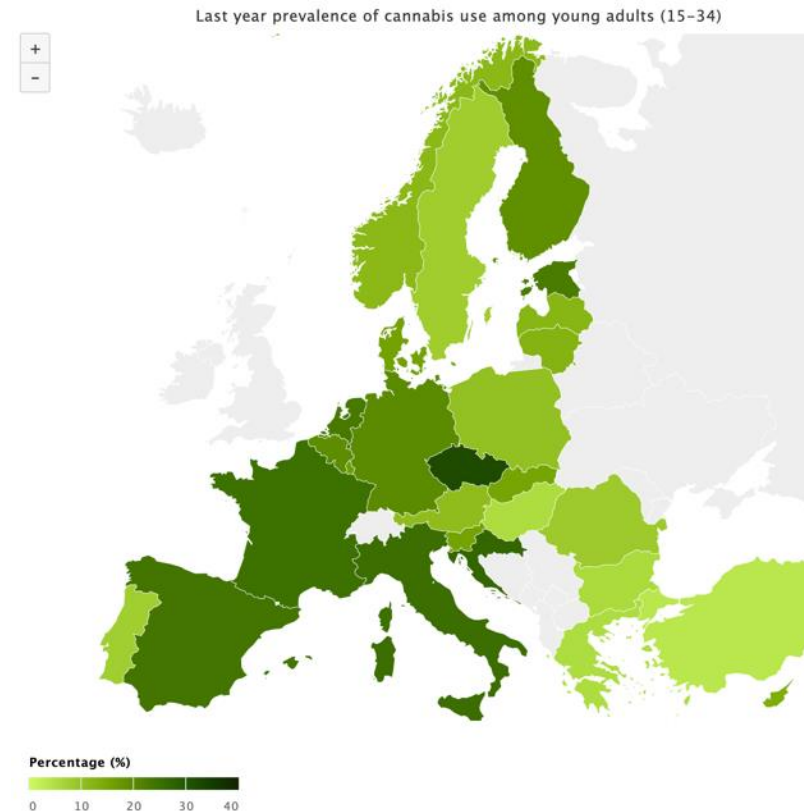 Last year prevalence of cannabis use among young adults (15–34)
+
–
Percentage (%)
0 10 20 30 40